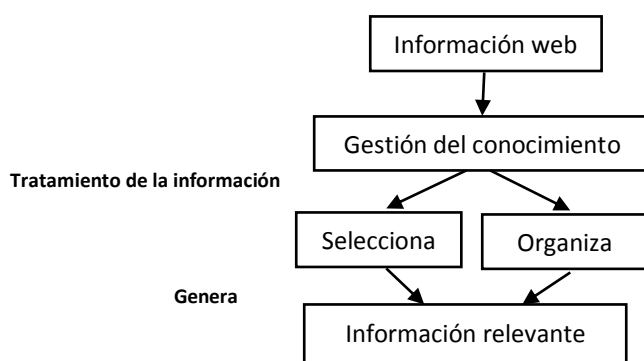 Información web
Gestión del conocimiento
Tratamiento de la información
Selecciona
Organiza
Genera
Información relevante